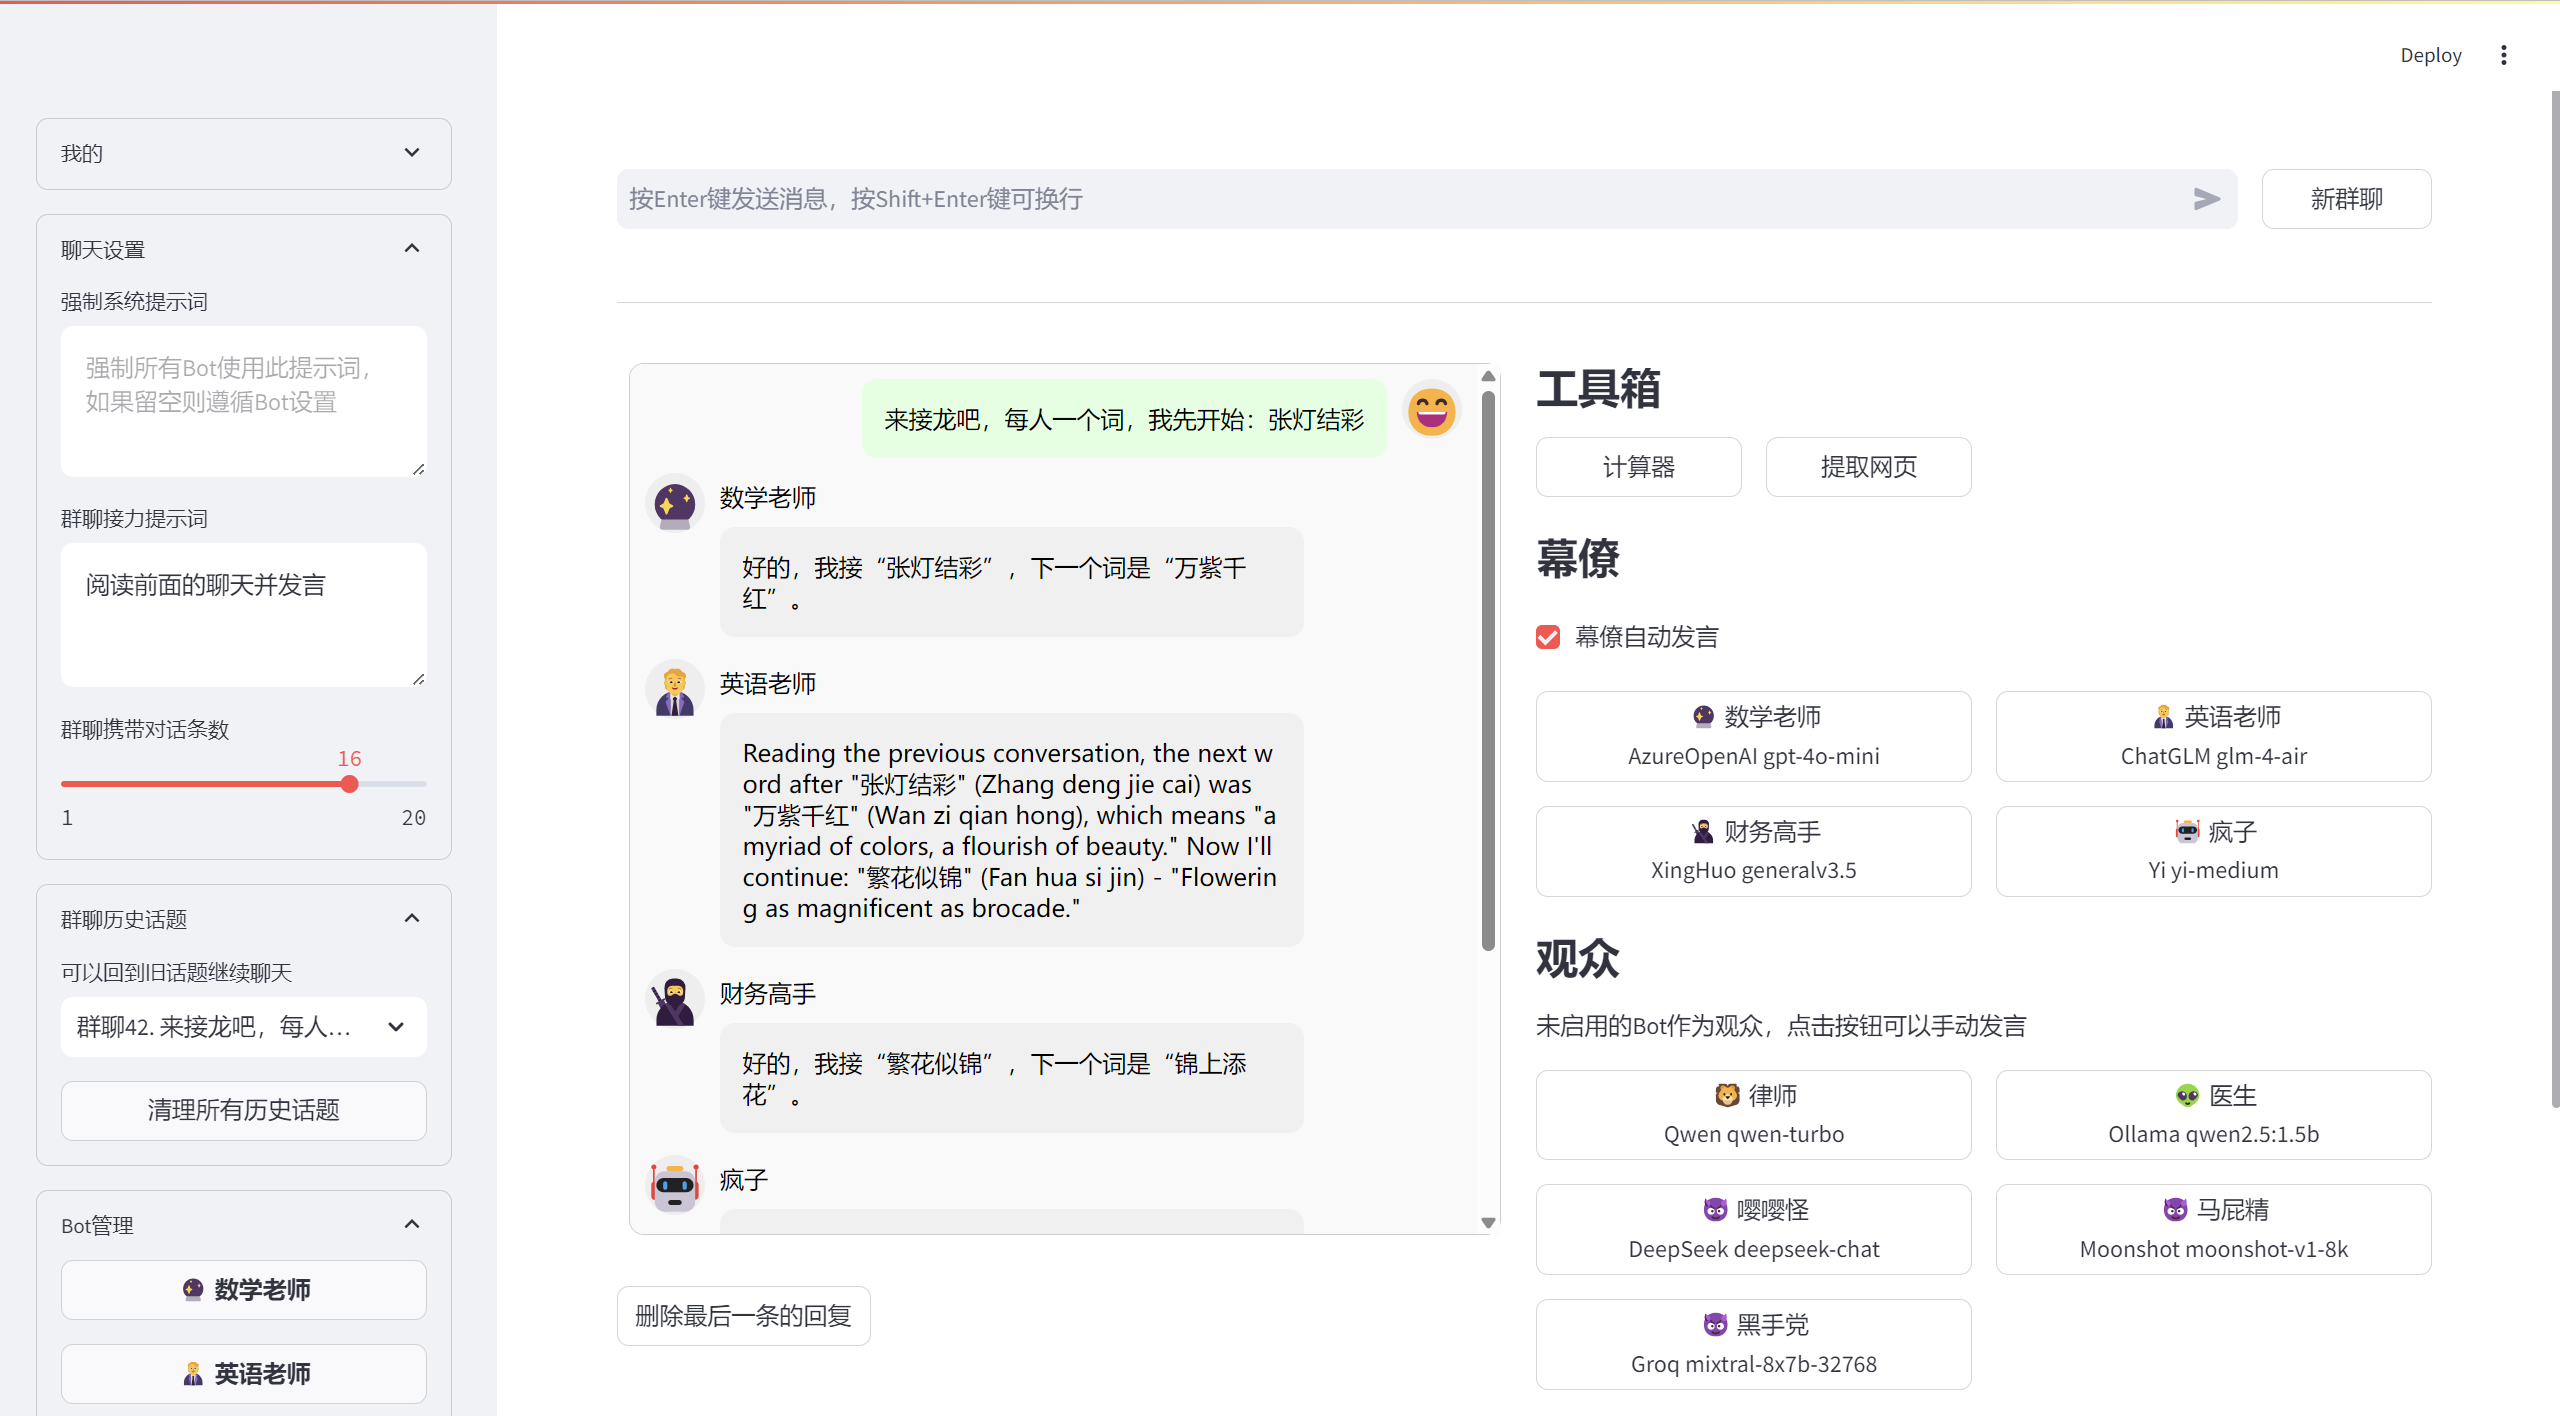 Deploy
我的
聊天设置
强制系统提示词
强制所有Bot使用此提示词，
如果留空则遵循Bot设置
群聊接力提示词
阅读前面的聊天并发言
群聊携带对话条数
16
1
20
群聊历史话题
可以回到旧话题继续聊天
群聊42. 来接龙吧，每人...
清理所有历史话题
Bot管理
数学老师
英语老师
按Enter键发送消息，按Shift+Enter键可换行
新群聊
来接龙吧，每人一个词，我先开始：张灯结彩
数学老师
好的，我接“张灯结彩”，下一个词是“万紫千
红”。
英语老师
Reading the previous conversation, the next w
ord after "张灯结彩" (Zhang deng jie cai) was
"万紫千红" (Wan zi qian hong), which means "a
myriad of colors, a flourish of beauty." Now I'll
continue: "繁花似锦" (Fan hua si jin) - "Flowerin
g as magnificent as brocade."
财务高手
好的，我接“繁花似锦”，下一个词是“锦上添
花”。
疯子
删除最后一条的回复
工具箱
计算器
提取网页
幕僚
幕僚自动发言
数学老师
AzureOpenAI gpt-4o-mini
英语老师
ChatGLM glm-4-air
财务高手
XingHuo generalv3.5
疯子
Yi yi-medium
观众
未启用的Bot作为观众，点击按钮可以手动发言
律师
Qwen qwen-turbo
医生
Ollama qwen2.5:1.5b
嘤嘤怪
DeepSeek deepseek-chat
马屁精
Moonshot moonshot-v1-8k
黑手党
Groq mixtral-8x7b-32768